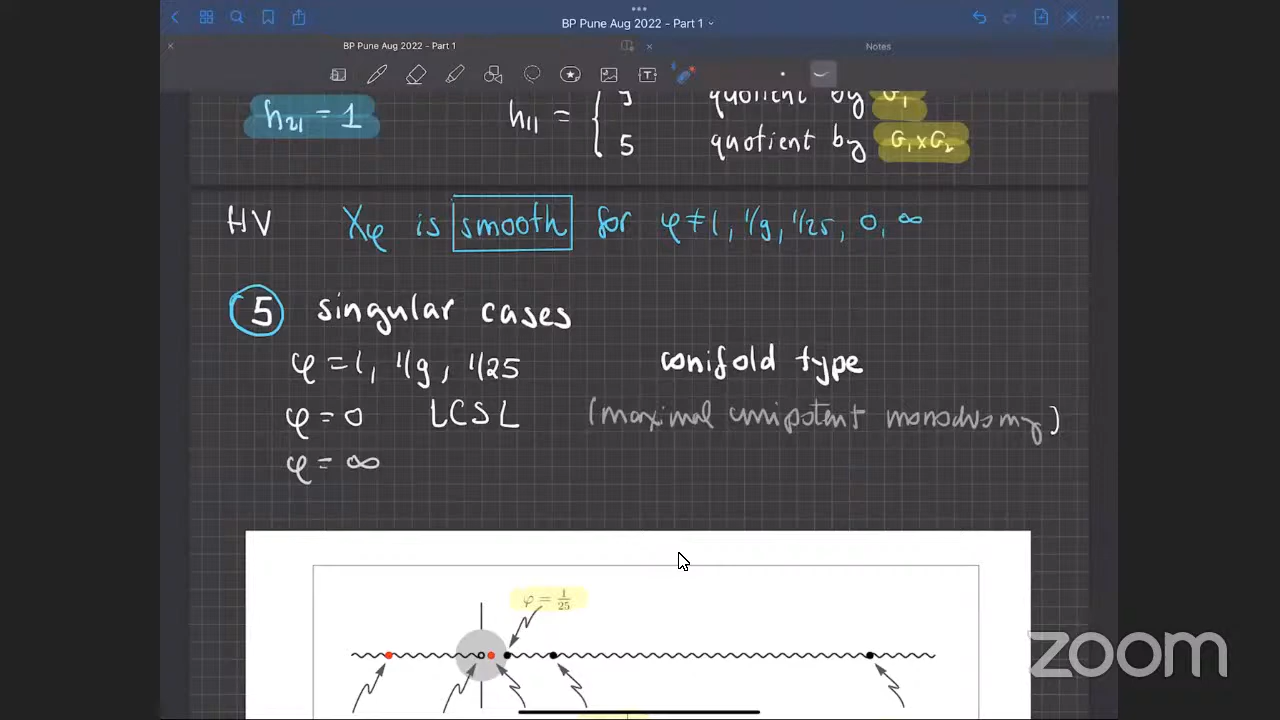 BP Pune Aug 2022 - Part 1
BP Pune Aug 2022 - Part 1
Notes
h₂₁ = 1
h₁₁ = { 9 quotient by G₁
5 quotient by G₁×G₂
HV Xφ is smooth for φ≠1, 1/9, 1/25, 0, ∞
5 singular cases
φ = 1, 1/9, 1/25 conifold type
φ = 0 LCSL (maximal unipotent monodromy)
φ = ∞
φ = 1/25
zoom